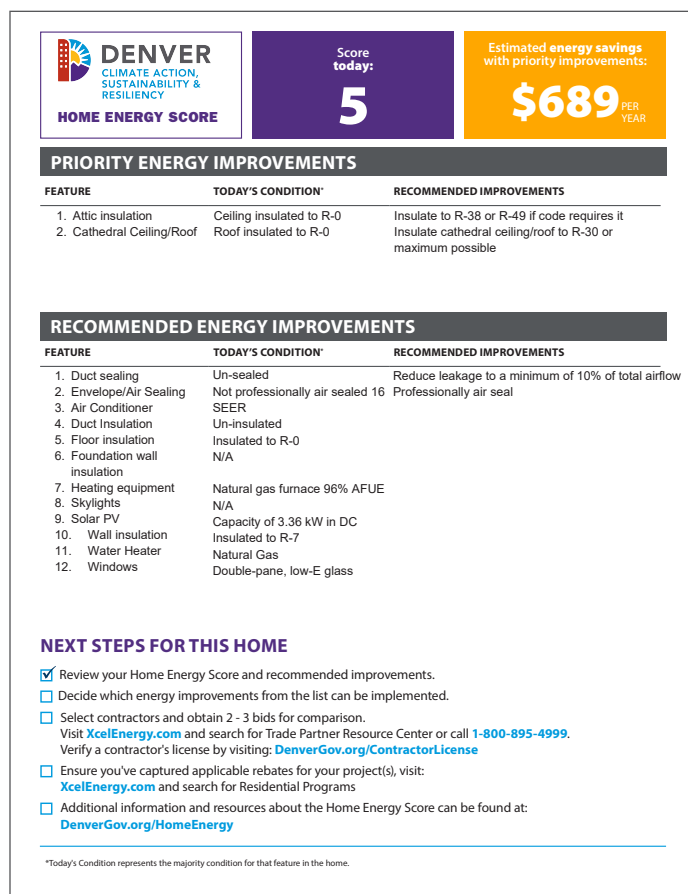 DENVER
CLIMATE ACTION,
SUSTAINABILITY &
RESILIENCY
HOME ENERGY SCORE
Score
today:
5
Estimated energy savings
with priority improvements:
$689 PER
YEAR
PRIORITY ENERGY IMPROVEMENTS
FEATURE TODAY'S CONDITION* RECOMMENDED IMPROVEMENTS
1. Attic insulation Ceiling insulated to R-0 Insulate to R-38 or R-49 if code requires it
2. Cathedral Ceiling/Roof Roof insulated to R-0 Insulate cathedral ceiling/roof to R-30 or
maximum possible
RECOMMENDED ENERGY IMPROVEMENTS
FEATURE TODAY'S CONDITION* RECOMMENDED IMPROVEMENTS
1. Duct sealing Un-sealed Reduce leakage to a minimum of 10% of total airflow
2. Envelope/Air Sealing Not professionally air sealed 16 Professionally air seal
3. Air Conditioner SEER
4. Duct Insulation Un-insulated
5. Floor insulation Insulated to R-0
6. Foundation wall N/A
insulation
7. Heating equipment Natural gas furnace 96% AFUE
8. Skylights N/A
9. Solar PV Capacity of 3.36 kW in DC
10. Wall insulation Insulated to R-7
11. Water Heater Natural Gas
12. Windows Double-pane, low-E glass
NEXT STEPS FOR THIS HOME
Review your Home Energy Score and recommended improvements.
Decide which energy improvements from the list can be implemented.
Select contractors and obtain 2 - 3 bids for comparison.
Visit XcelEnergy.com and search for Trade Partner Resource Center or call 1-800-895-4999.
Verify a contractor's license by visiting: DenverGov.org/ContractorLicense
Ensure you've captured applicable rebates for your project(s), visit:
XcelEnergy.com and search for Residential Programs
Additional information and resources about the Home Energy Score can be found at:
DenverGov.org/HomeEnergy
*Today's Condition represents the majority condition for that feature in the home.